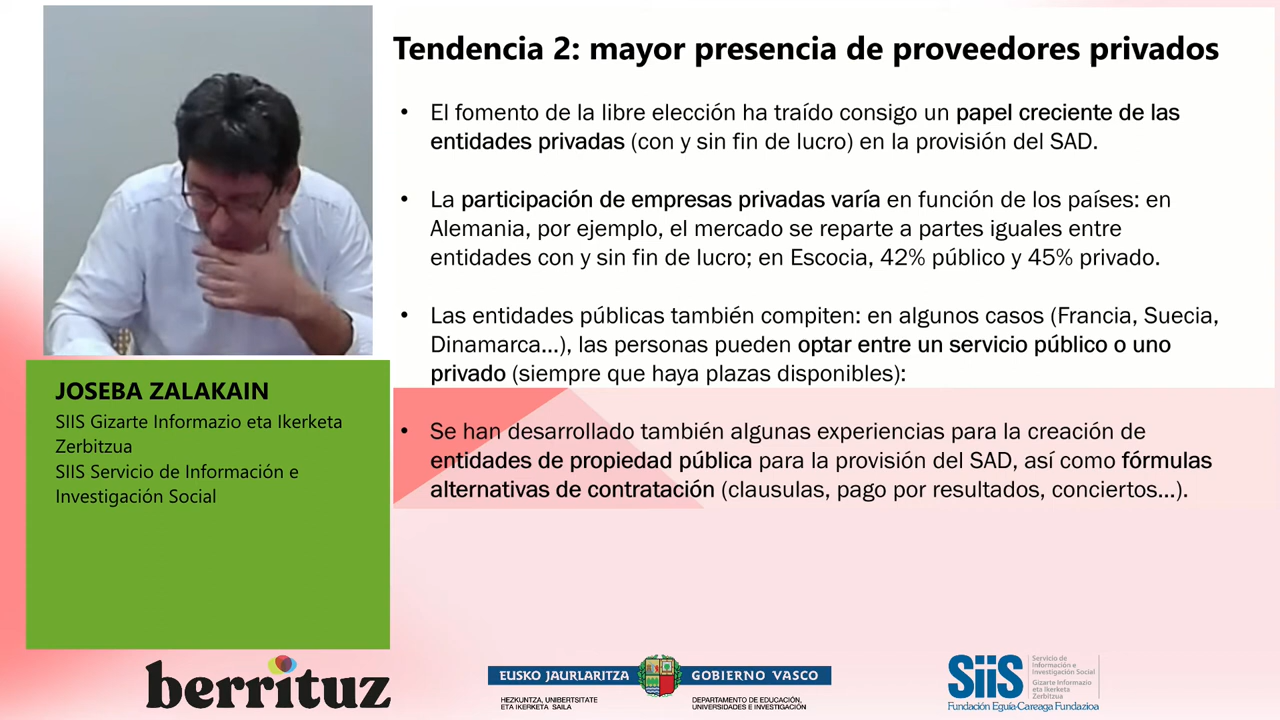 Tendencia 2: mayor presencia de proveedores privados
• El fomento de la libre elección ha traído consigo un papel creciente de las
entidades privadas (con y sin fin de lucro) en la provisión del SAD.
• La participación de empresas privadas varía en función de los países: en
Alemania, por ejemplo, el mercado se reparte a partes iguales entre
entidades con y sin fin de lucro; en Escocia, 42% público y 45% privado.
• Las entidades públicas también compiten: en algunos casos (Francia, Suecia,
Dinamarca...), las personas pueden optar entre un servicio público o uno
privado (siempre que haya plazas disponibles):
• Se han desarrollado también algunas experiencias para la creación de
entidades de propiedad pública para la provisión del SAD, así como fórmulas
alternativas de contratación (clausulas, pago por resultados, conciertos...).
JOSEBA ZALAKAIN
SIIS Gizarte Informazio eta Ikerketa
Zerbitzua
SIIS Servicio de Información e
Investigación Social
berrituz
EUSKO JAURLARITZA
GOBIERNO VASCO
HEZKUNTZA, UNIBERTSITATE
ETA IKERKETA SAILA
DEPARTAMENTO DE EDUCACIÓN,
UNIVERSIDADES E INVESTIGACIÓN
SiiS
Servicio de
Información e
Investigación Social
Gizarte Informazio
eta Ikerketa
Zerbitzua
Fundación Eguía-Careaga Fundazioa